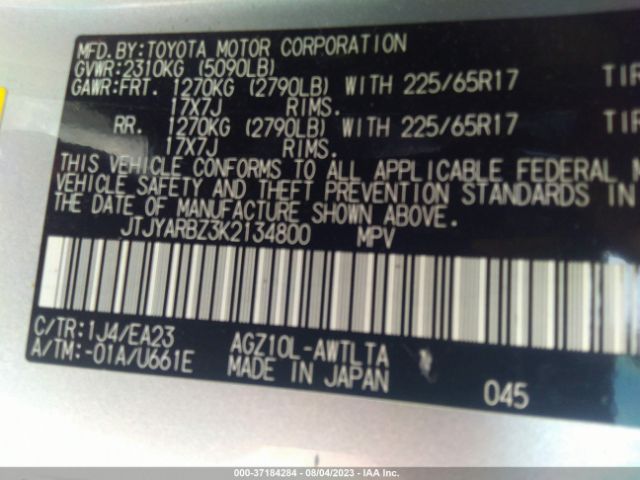 MFD.BY:TOYOTA MOTOR CORPORATION
GVWR:2310KG (5090LB)
GAWR:FRT. 1270KG (2790LB) WITH 225/65R17 TIR
17X7J RIMS.
RR. 1270KG (2790LB) WITH 225/65R17 TIR
17X7J RIMS.
THIS VEHICLE CONFORMS TO ALL APPLICABLE FEDERAL M
VEHICLE SAFETY AND THEFT PREVENTION STANDARDS IN
THE DATE OF MANUFACTURE SHOWN ABOVE.
JTJYARBZ3K2134800 MPV
C/TR:1J4/EA23 AGZ10L-AWTLTA
A/TM:-01A/U661E MADE IN JAPAN 045
000-37184284 - 08/04/2023 - IAA Inc.